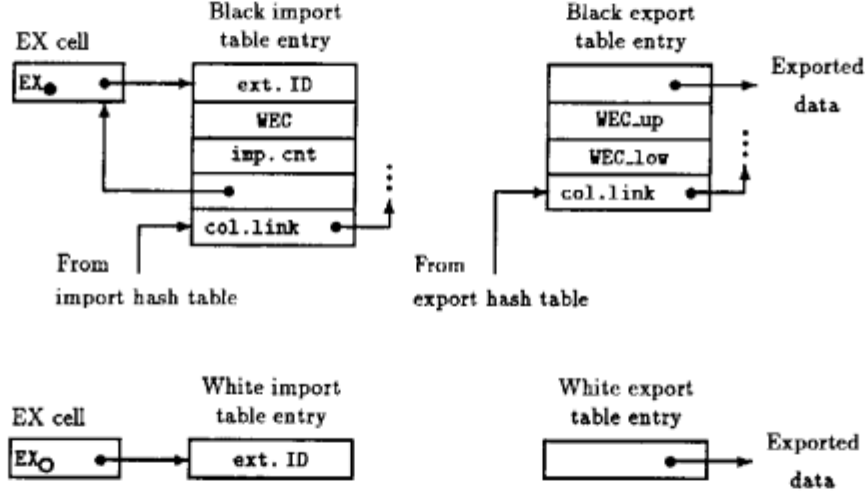 Black import
table entry
EX cell
EX●
ext. ID
WEC
imp. cnt
col.link
From
import hash table
Black export
table entry
Exported
data
WEC_up
WEC_low
col.link
From
export hash table
White import
table entry
EX cell
EX○
ext. ID
White export
table entry
Exported
data